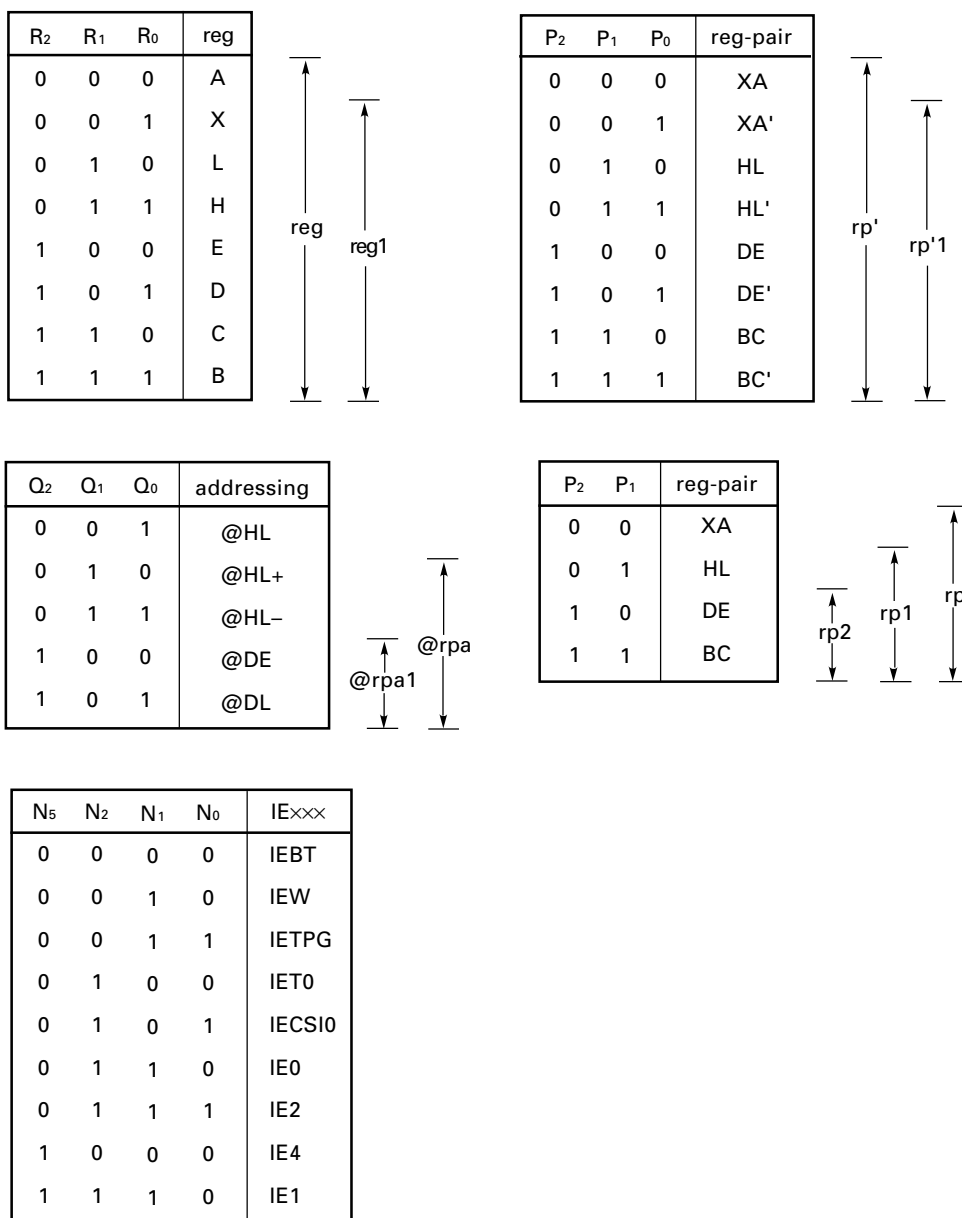 R2 R1 R0 reg
0 0 0 A
0 0 1 X
0 1 0 L
0 1 1 H
1 0 0 E
1 0 1 D
1 1 0 C
1 1 1 B
reg
reg1
P2 P1 P0 reg-pair
0 0 0 XA
0 0 1 XA'
0 1 0 HL
0 1 1 HL'
1 0 0 DE
1 0 1 DE'
1 1 0 BC
1 1 1 BC'
rp'
rp'1
Q2 Q1 Q0 addressing
0 0 1 @HL
0 1 0 @HL+
0 1 1 @HL–
1 0 0 @DE
1 0 1 @DL
@rpa1
@rpa
P2 P1 reg-pair
0 0 XA
0 1 HL
1 0 DE
1 1 BC
rp2
rp1
rp
N5 N2 N1 N0 IE×××
0 0 0 0 IEBT
0 0 1 0 IEW
0 0 1 1 IETPG
0 1 0 0 IET0
0 1 0 1 IECSI0
0 1 1 0 IE0
0 1 1 1 IE2
1 0 0 0 IE4
1 1 1 0 IE1